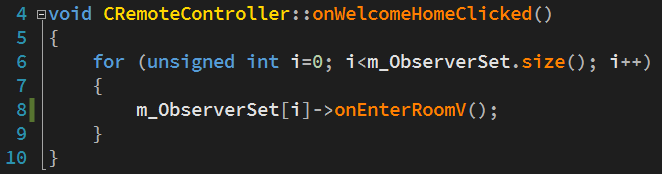 4 void CRemoteController::onWelcomeHomeClicked()
5 {
6 for (unsigned int i=0; i<m_ObserverSet.size(); i++)
7 {
8 m_ObserverSet[i]->onEnterRoomV();
9 }
10 }